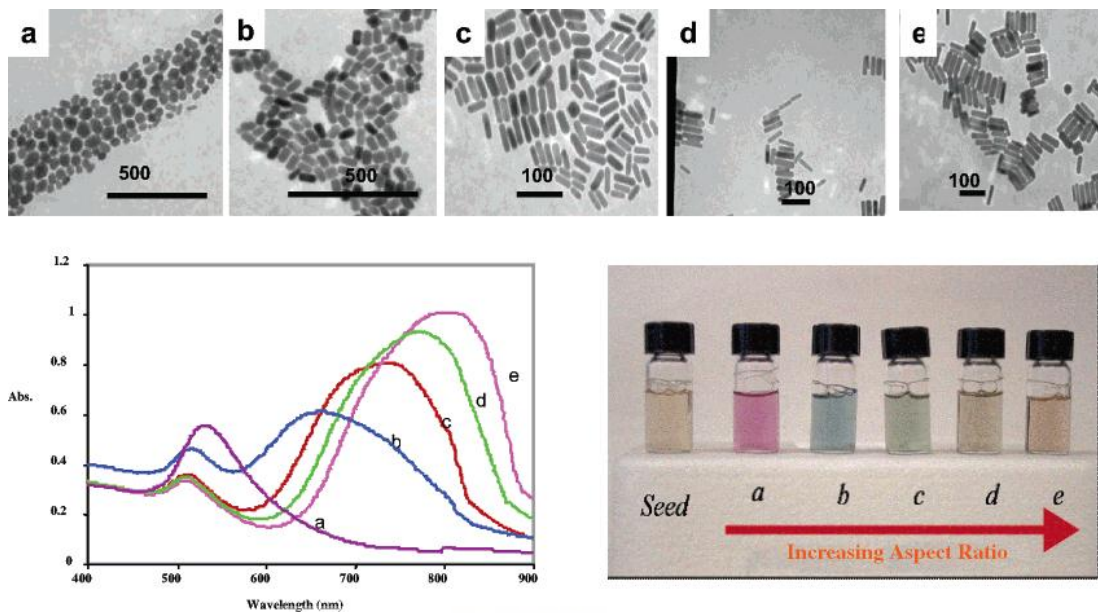 a
500
b
500
c
100
d
100
e
100
1.2
1
0.8
0.6
0.4
0.2
0
Abs.
a
b
c
d
e
400 500 600 700 800 900
Wavelength (nm)
Seed a b c d e
Increasing Aspect Ratio